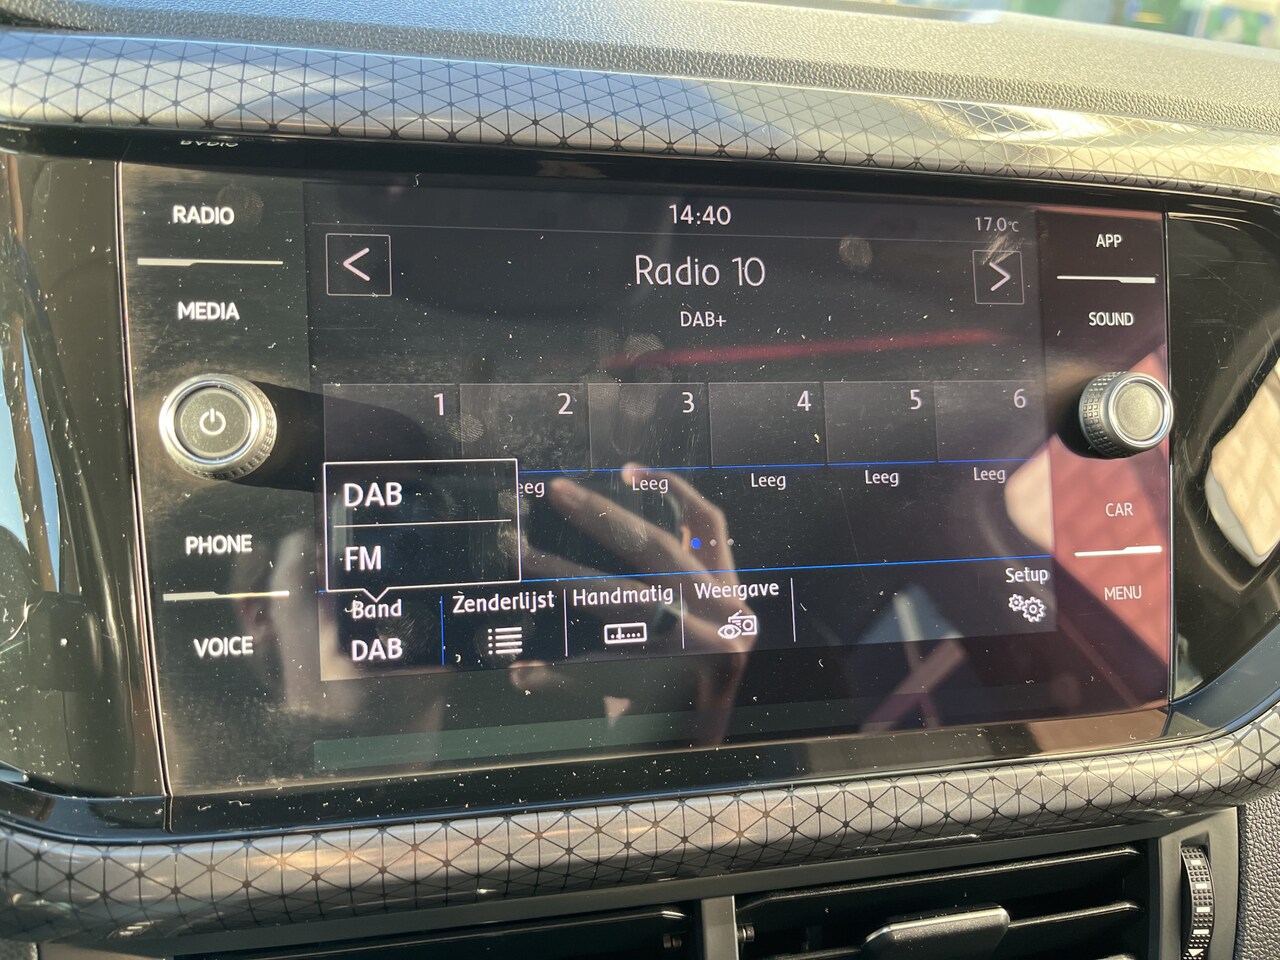 RADIO
MEDIA
PHONE
VOICE
14:40
17.0°C
<
Radio 10
>
DAB+
1 2 3 4 5 6
Leeg Leeg Leeg Leeg
DAB
FM
Band
DAB
Zenderlijst
Handmatig
Weergave
Setup
APP
SOUND
CAR
MENU